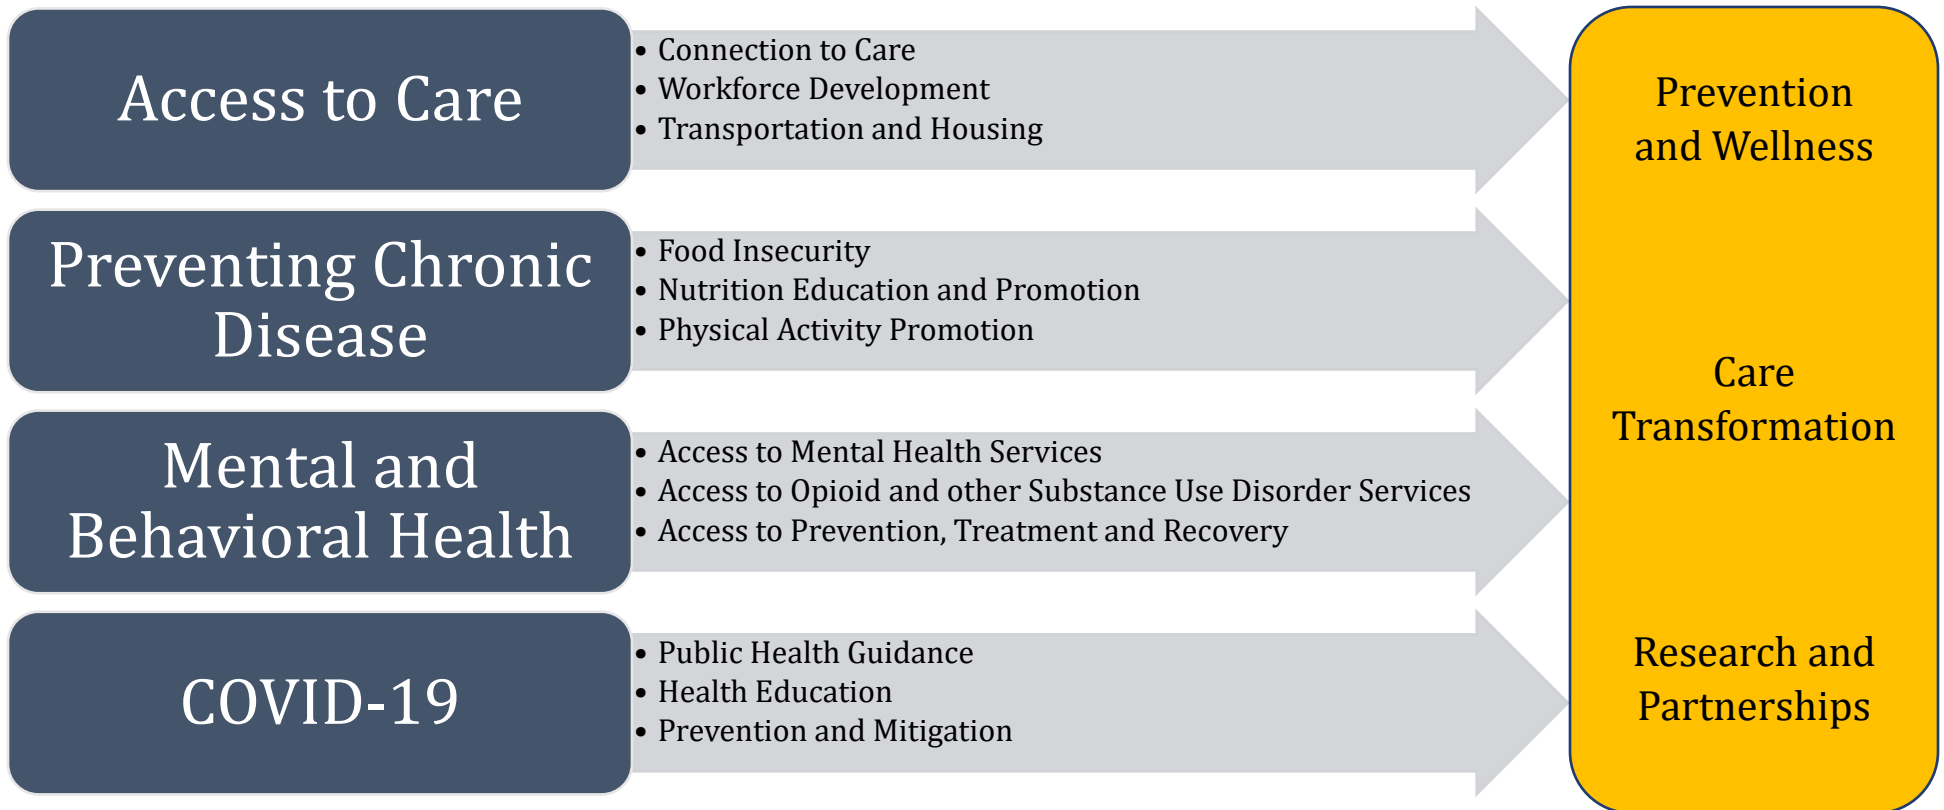 Access to Care
• Connection to Care
• Workforce Development
• Transportation and Housing
Preventing Chronic
Disease
• Food Insecurity
• Nutrition Education and Promotion
• Physical Activity Promotion
Mental and
Behavioral Health
• Access to Mental Health Services
• Access to Opioid and other Substance Use Disorder Services
• Access to Prevention, Treatment and Recovery
COVID-19
• Public Health Guidance
• Health Education
• Prevention and Mitigation
Prevention
and Wellness
Care
Transformation
Research and
Partnerships